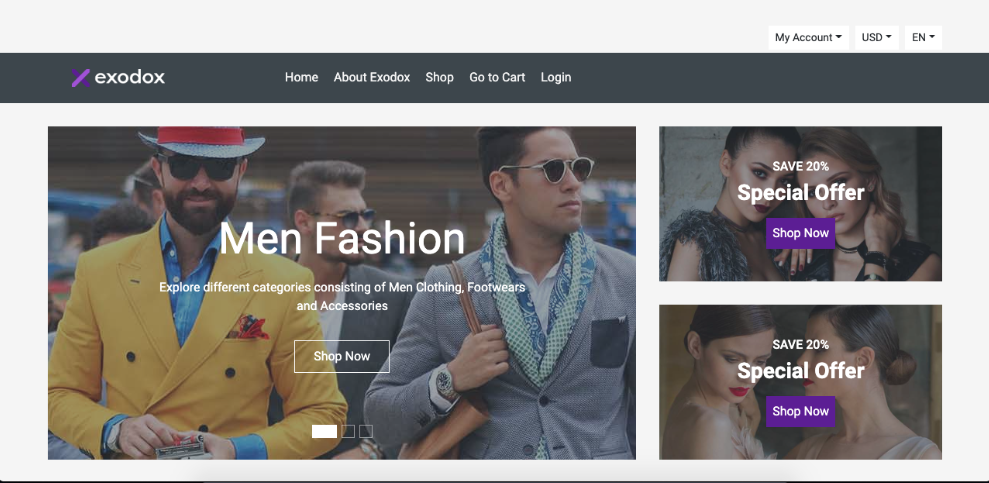 My Account USD EN
exodox Home About Exodox Shop Go to Cart Login
Men Fashion
Explore different categories consisting of Men Clothing, Footwears
and Accessories
Shop Now
SAVE 20%
Special Offer
Shop Now
SAVE 20%
Special Offer
Shop Now